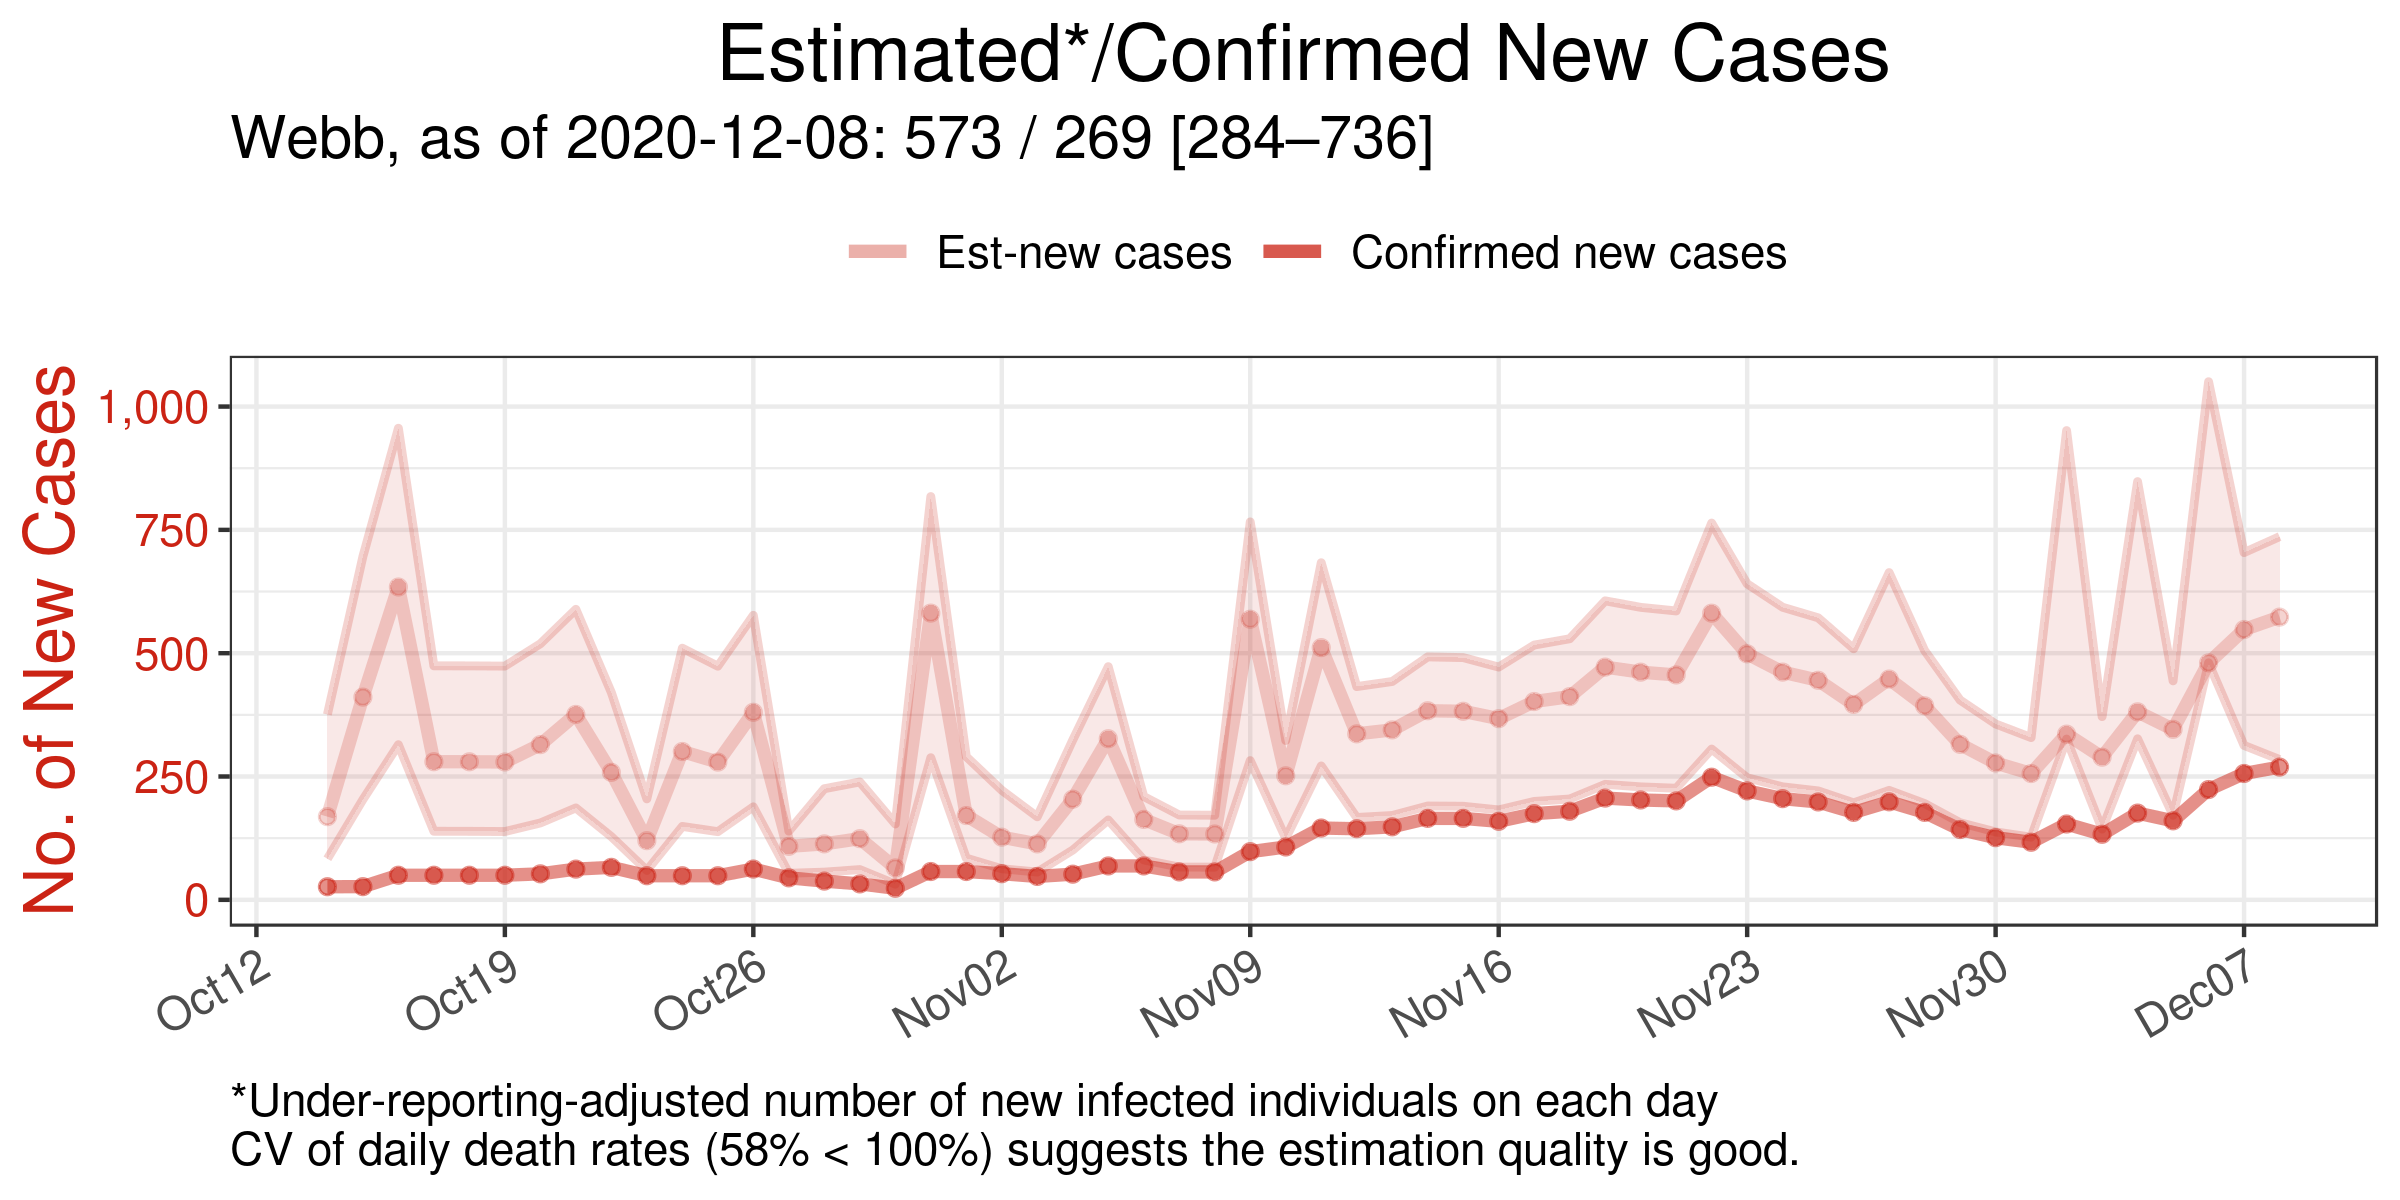 Estimated*/Confirmed New Cases
Webb, as of 2020-12-08: 573 / 269 [284–736]
Est-new cases
Confirmed new cases
No. of New Cases
1,000
750
500
250
0
Oct12
Oct19
Oct26
Nov02
Nov09
Nov16
Nov23
Nov30
Dec07
*Under-reporting-adjusted number of new infected individuals on each day
CV of daily death rates (58% < 100%) suggests the estimation quality is good.